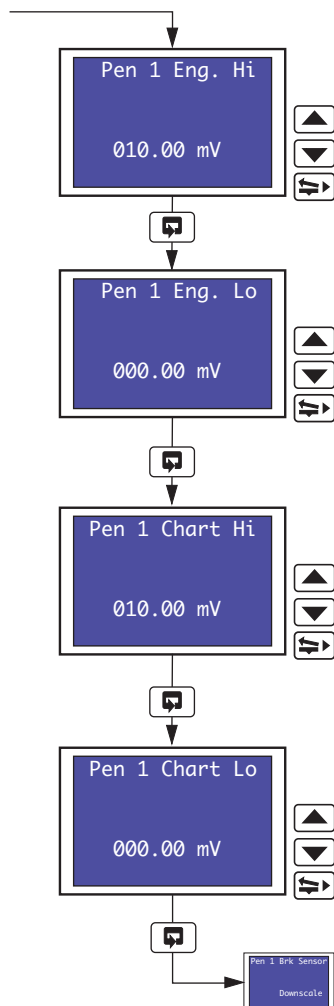 Pen 1 Eng. Hi
010.00 mV
Pen 1 Eng. Lo
000.00 mV
Pen 1 Chart Hi
010.00 mV
Pen 1 Chart Lo
000.00 mV
Pen 1 Brk Sensor
Downscale